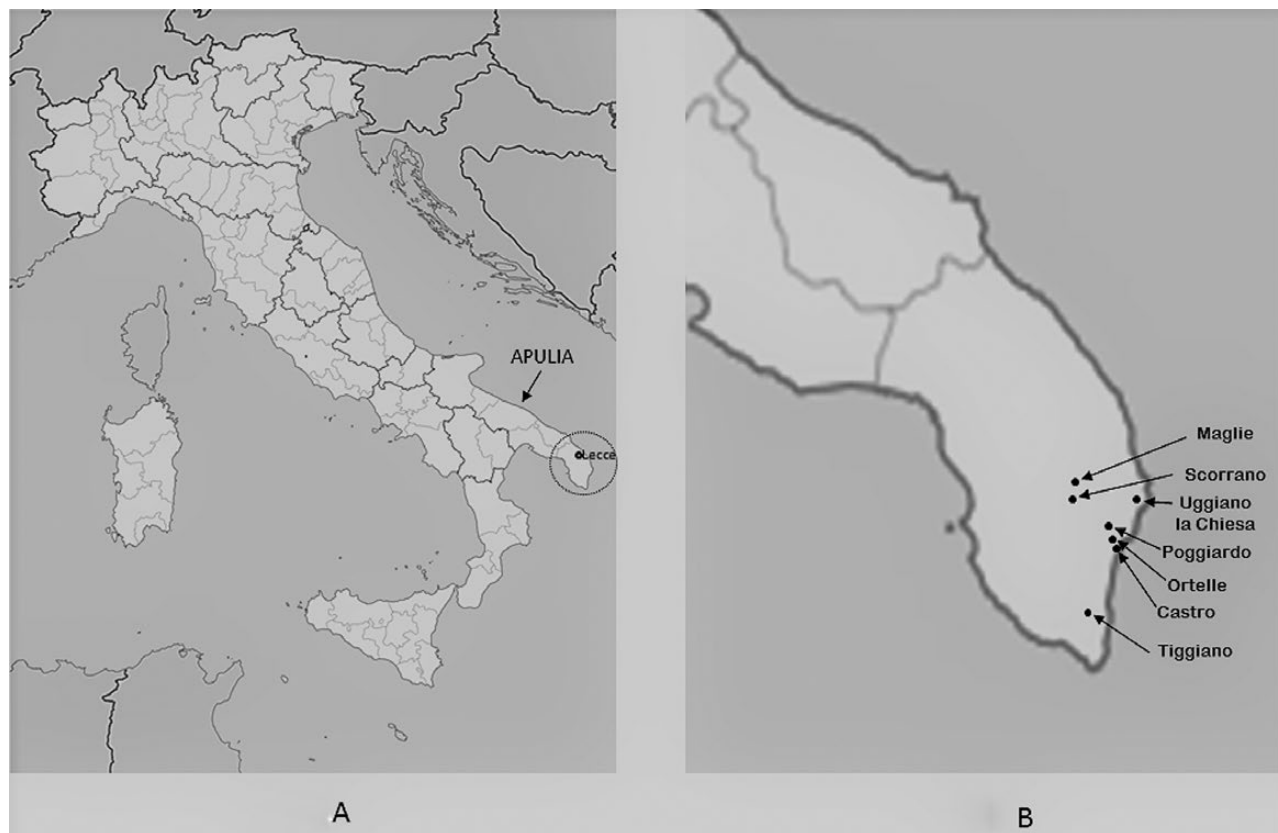 APULIA
Lecce
Maglie
Scorrano
Uggiano
la Chiesa
Poggiardo
Ortelle
Castro
Tiggiano
A
B